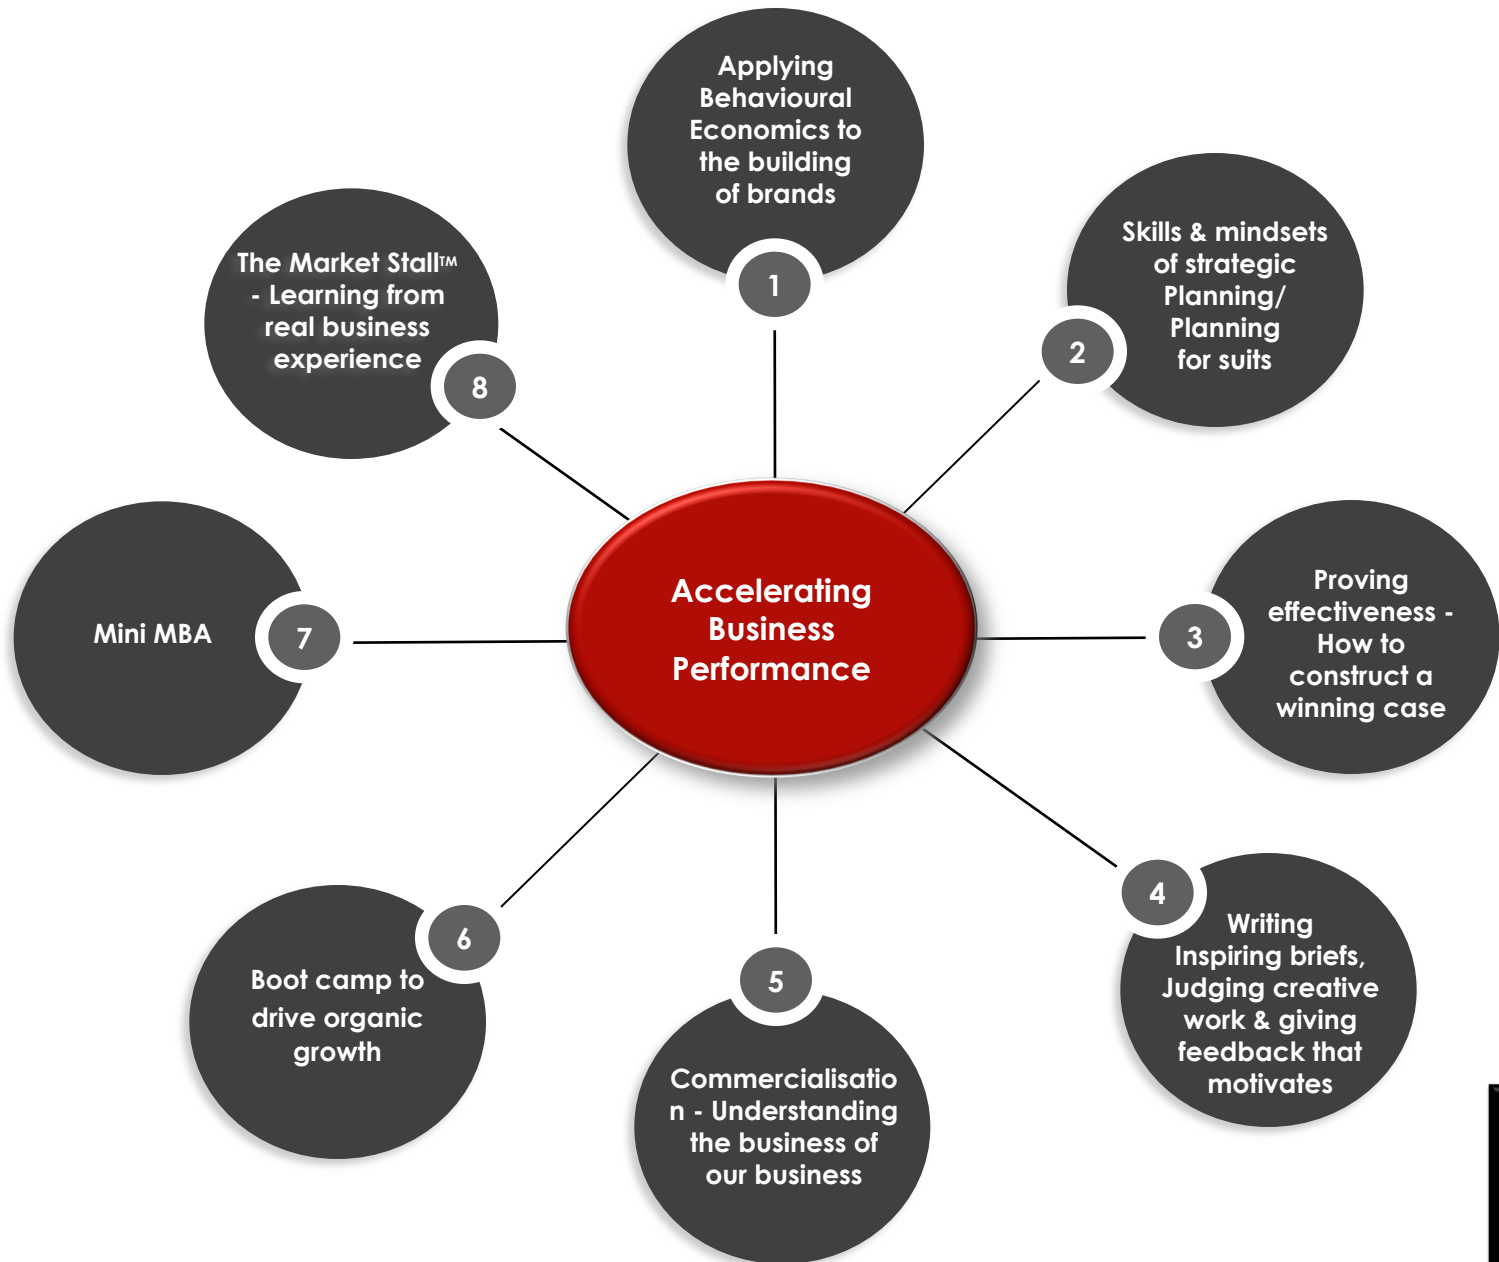 Applying
Behavioural
Economics to
the building
of brands
1
Skills & mindsets
of strategic
Planning/
Planning
for suits
2
Proving
effectiveness -
How to
construct a
winning case
3
4
Writing
Inspiring briefs,
Judging creative
work & giving
feedback that
motivates
5
Commercialisatio
n - Understanding
the business of
our business
6
Boot camp to
drive organic
growth
Mini MBA
7
The Market Stall™
- Learning from
real business
experience
8
Accelerating
Business
Performance